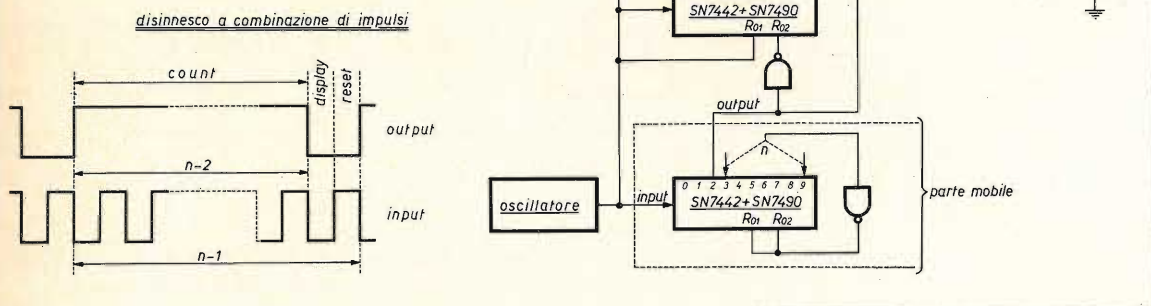 disinnesco a combinazione di impulsi
count
display
reset
output
n-2
input
n-1
SN7442+SN7490
R01 R02
output
n
oscillatore
input
0 1 2 3 4 5 6 7 8 9
SN7442+SN7490
R01 R02
parte mobile